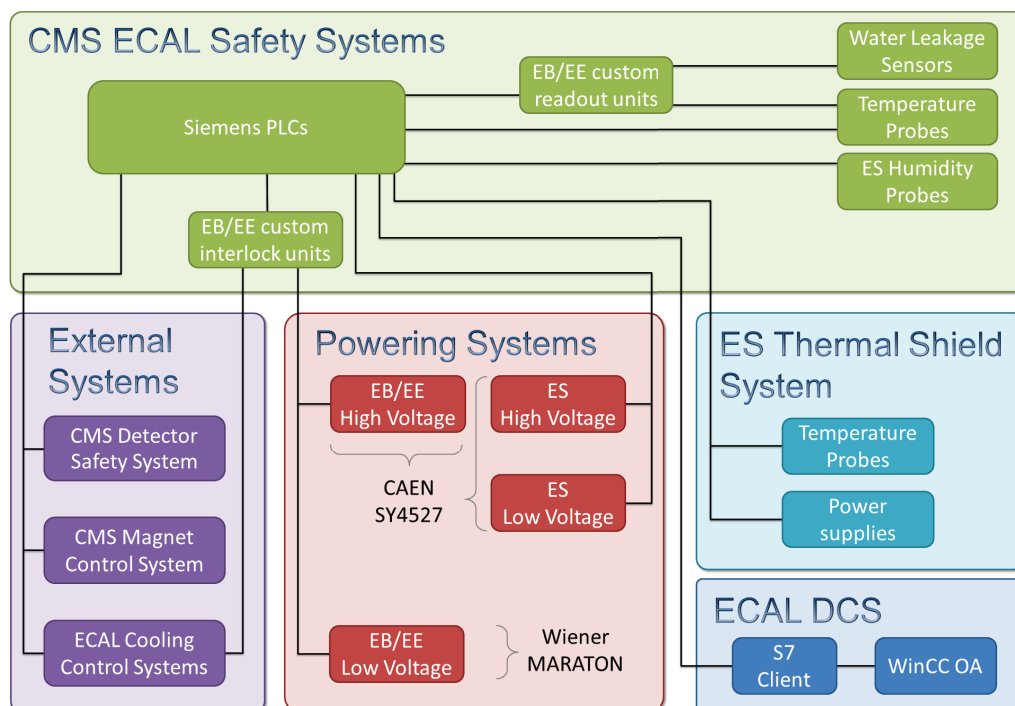 CMS ECAL Safety Systems
Water Leakage
Sensors
EB/EE custom
readout units
Siemens PLCs
Temperature
Probes
ES Humidity
Probes
EB/EE custom
interlock units
External
Systems
CMS Detector
Safety System
CMS Magnet
Control System
ECAL Cooling
Control Systems
Powering Systems
EB/EE
High Voltage
ES
High Voltage
CAEN
SY4527
ES
Low Voltage
EB/EE
Low Voltage
Wiener
MARATON
ES Thermal Shield
System
Temperature
Probes
Power
supplies
ECAL DCS
S7
Client
WinCC OA